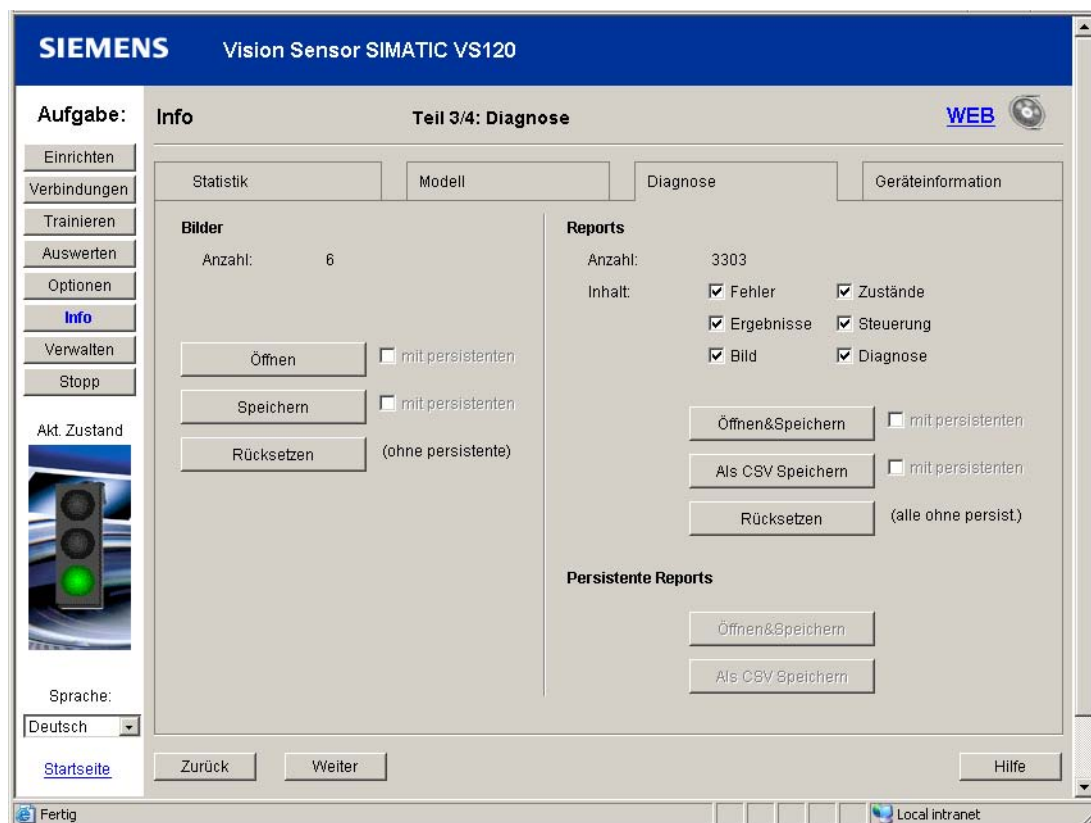 SIEMENS Vision Sensor SIMATIC VS120
Aufgabe:
Einrichten
Verbindungen
Trainieren
Auswerten
Optionen
Info
Verwalten
Stopp
Akt. Zustand
Sprache:
Deutsch
Startseite
Info Teil 3/4: Diagnose WEB
Statistik Modell Diagnose Geräteinformation
Bilder
Anzahl: 6
Öffnen mit persistenten
Speichern mit persistenten
Rücksetzen (ohne persistente)
Reports
Anzahl: 3303
Inhalt: Fehler Zustände
Ergebnisse Steuerung
Bild Diagnose
Öffnen&Speichern mit persistenten
Als CSV Speichern mit persistenten
Rücksetzen (alle ohne persist.)
Persistente Reports
Öffnen&Speichern
Als CSV Speichern
Zurück Weiter Hilfe
Fertig Local intranet